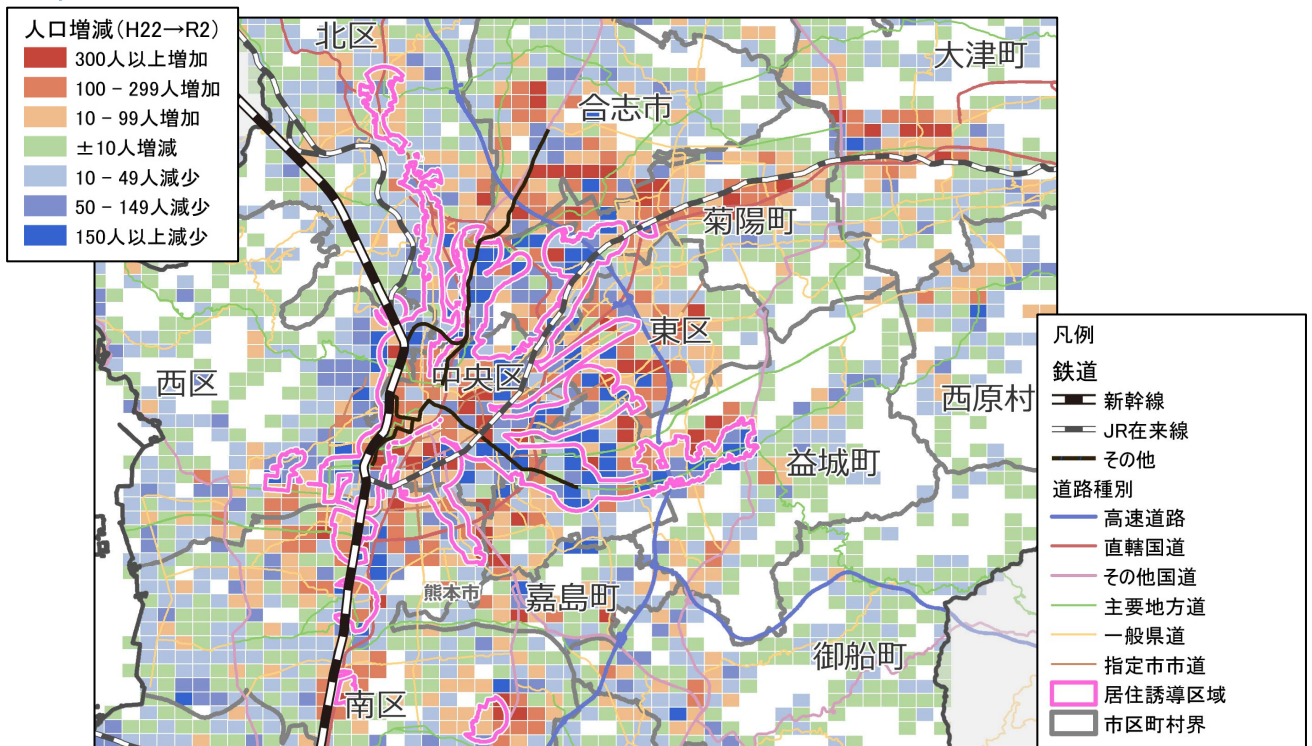 人口増減(H22→R2)
300人以上増加
100 - 299人増加
10 - 99人増加
±10人増減
10 - 49人減少
50 - 149人減少
150人以上減少
北区
大津町
合志市
菊陽町
東区
中央区
西区
西原村
益城町
熊本市
嘉島町
御船町
南区
凡例
鉄道
新幹線
JR在来線
その他
道路種別
高速道路
直轄国道
その他国道
主要地方道
一般県道
指定市市道
居住誘導区域
市区町村界